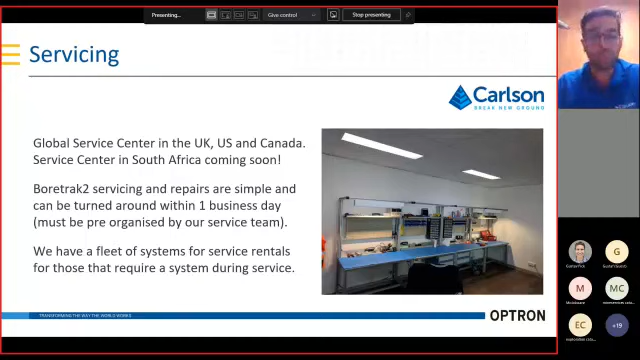 Presenting...
Give control
Stop presenting
Servicing
Carlson
BREAK NEW GROUND
Global Service Center in the UK, US and Canada.
Service Center in South Africa coming soon!
Boretrak2 servicing and repairs are simple and
can be turned around within 1 business day
(must be pre organised by our service team).
We have a fleet of systems for service rentals
for those that require a system during service.
TRANSFORMING THE WAY THE WORLD WORKS
OPTRON
G
M
MC
EC
+19